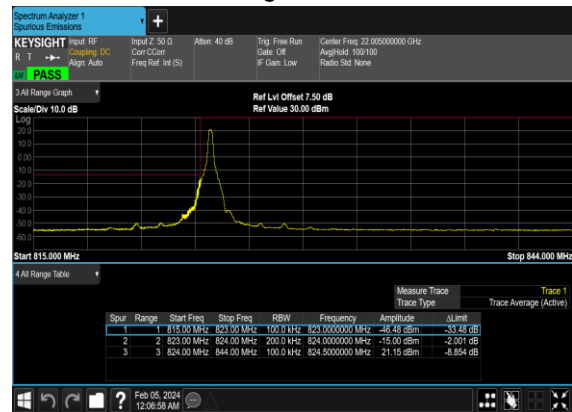 Spectrum Analyzer 1
Spurious Emissions
+
KEYSIGHT Input: RF Input Z: 50 Ω Atten: 40 dB Trig: Free Run Center Freq: 22.005000000 GHz
R T Coupling: DC Corr CCorr Gate: Off Avg|Hold: 100/100
Align: Auto Freq Ref: Int (S) IF Gain: Low Radio Std: None
PASS
3 All Range Graph
Ref Lvl Offset 7.50 dB
Scale/Div 10.0 dB Ref Value 30.00 dBm
Log
20.0
10.0
0.00
-10.0
-20.0
-30.0
-40.0
-50.0
-60.0
Start 815.000 MHz Stop 844.000 MHz
4 All Range Table
Measure Trace Trace 1
Trace Type Trace Average (Active)
Spur Range Start Freq Stop Freq RBW Frequency Amplitude ΔLimit
1 1 815.00 MHz 823.00 MHz 100.0 kHz 823.0000000 MHz -46.48 dBm -33.48 dB
2 2 823.00 MHz 824.00 MHz 200.0 kHz 824.0000000 MHz -15.00 dBm -2.001 dB
3 3 824.00 MHz 844.00 MHz 100.0 kHz 824.5000000 MHz 21.15 dBm -8.854 dB
? Feb 05, 2024
12:06:58 AM